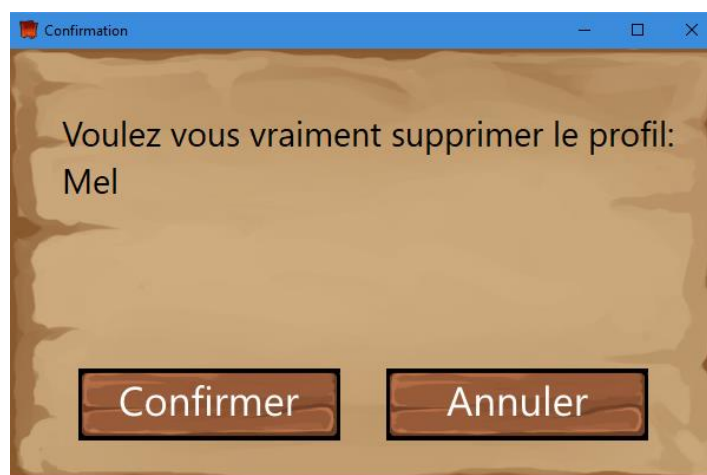 Confirmation
Voulez vous vraiment supprimer le profil:
Mel
Confirmer
Annuler